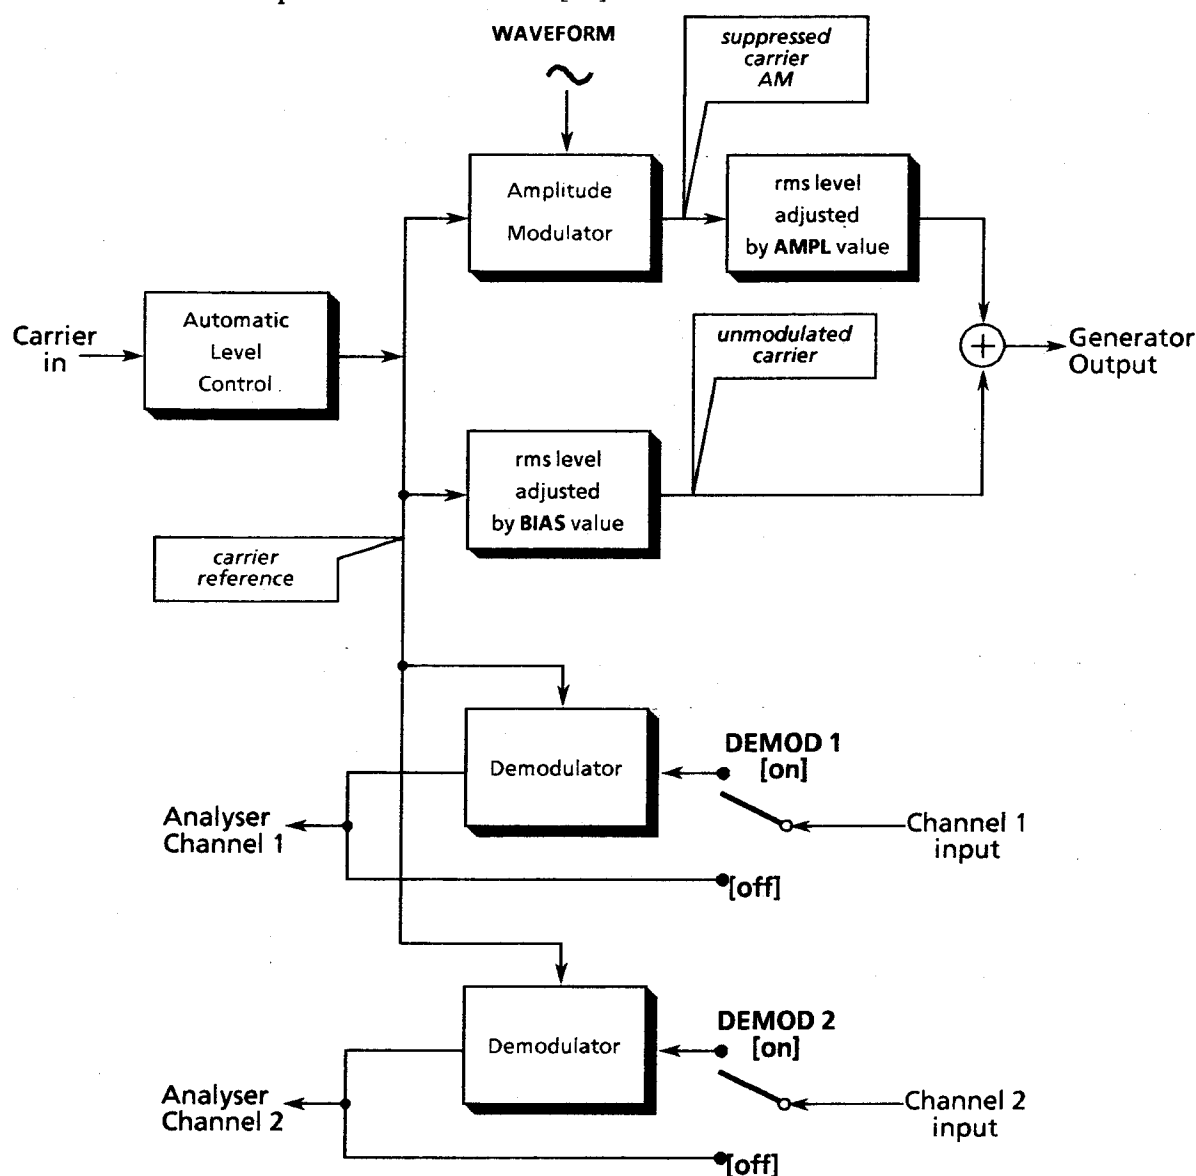 WAVEFORM
suppressed
carrier
AM
Amplitude
Modulator
rms level
adjusted
by AMPL value
Carrier
in
Automatic
Level
Control
unmodulated
carrier
Generator
Output
rms level
adjusted
by BIAS value
carrier
reference
Demodulator
DEMOD 1
[on]
Analyser
Channel 1
Channel 1
input
[off]
Demodulator
DEMOD 2
[on]
Analyser
Channel 2
Channel 2
input
[off]